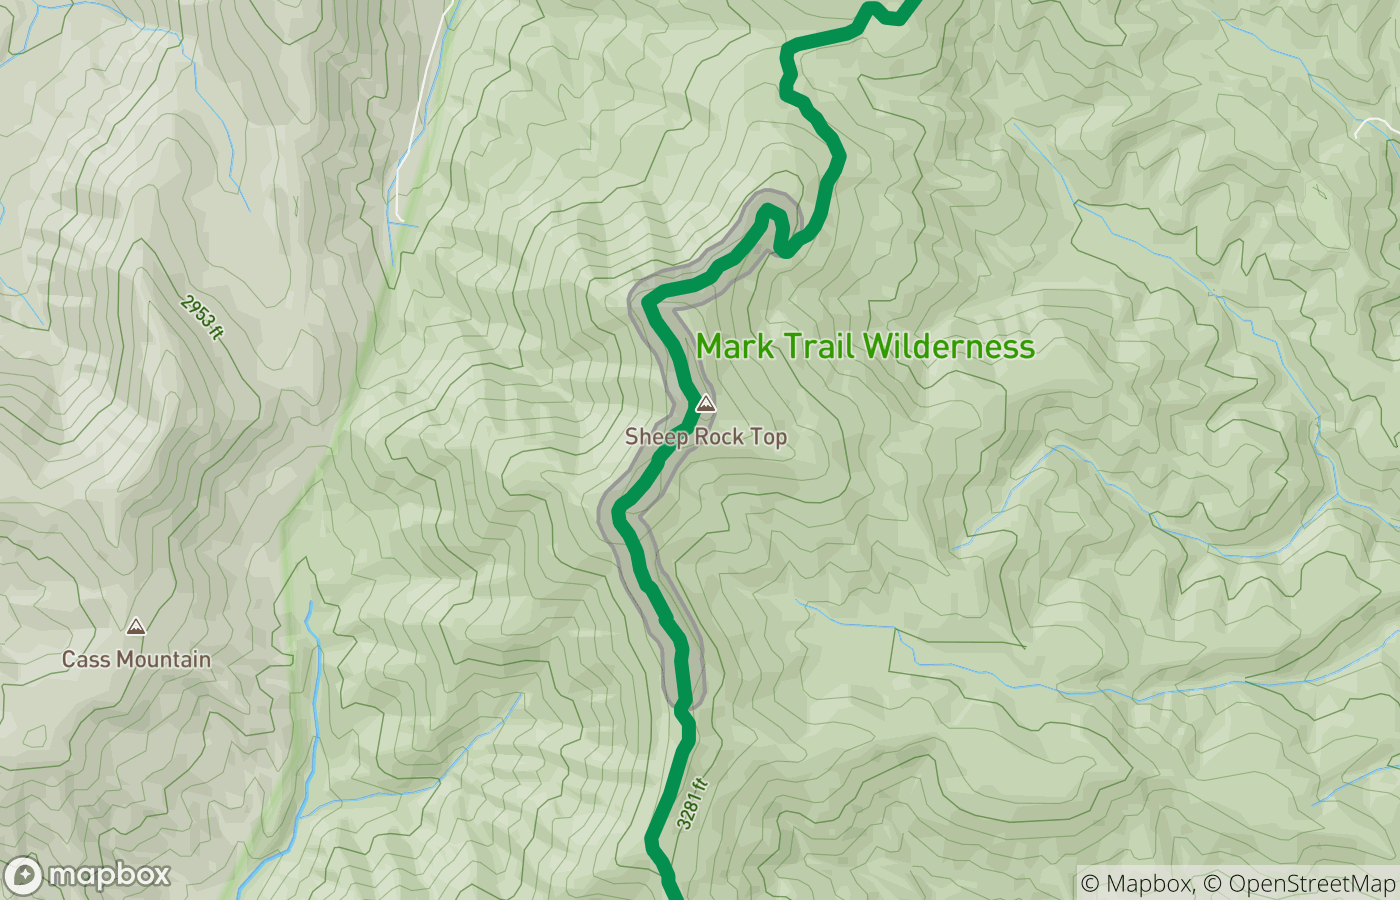 2953 ft
Mark Trail Wilderness
Sheep Rock Top
Cass Mountain
3281 ft
mapbox
© Mapbox, © OpenStreetMap